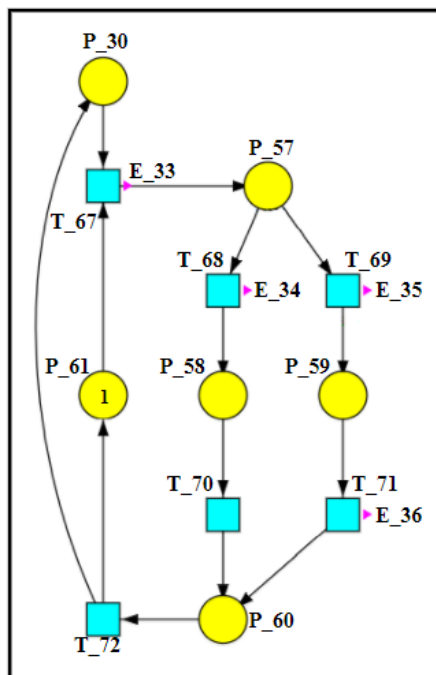 P_30
E_33
P_57
T_67
T_68
T_69
E_34
E_35
P_61
P_58
P_59
1
T_70
T_71
E_36
P_60
T_72